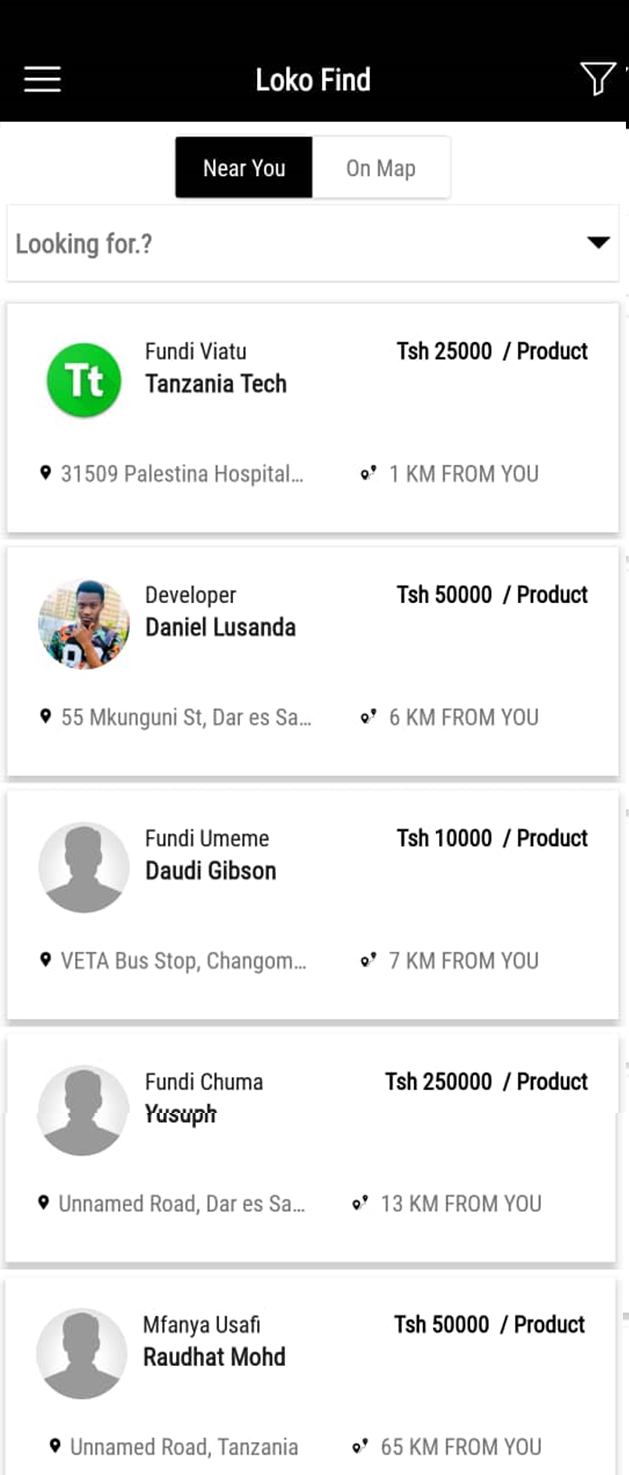 Loko Find
Near You
On Map
Looking for.?
Tt
Fundi Viatu
Tsh 25000 / Product
Tanzania Tech
31509 Palestina Hospital...
1 KM FROM YOU
Developer
Tsh 50000 / Product
Daniel Lusanda
55 Mkunguni St, Dar es Sa...
6 KM FROM YOU
Fundi Umeme
Tsh 10000 / Product
Daudi Gibson
VETA Bus Stop, Changom...
7 KM FROM YOU
Fundi Chuma
Tsh 250000 / Product
Yusuph
Unnamed Road, Dar es Sa...
13 KM FROM YOU
Mfanya Usafi
Tsh 50000 / Product
Raudhat Mohd
Unnamed Road, Tanzania
65 KM FROM YOU